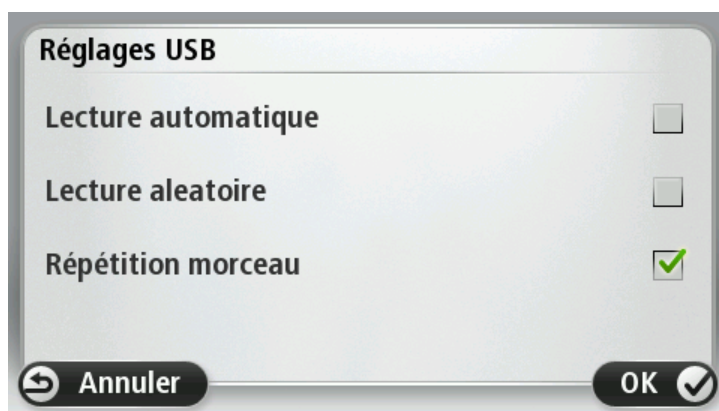 Réglages USB
Lecture automatique
Lecture aleatoire
Répétition morceau
Annuler
OK